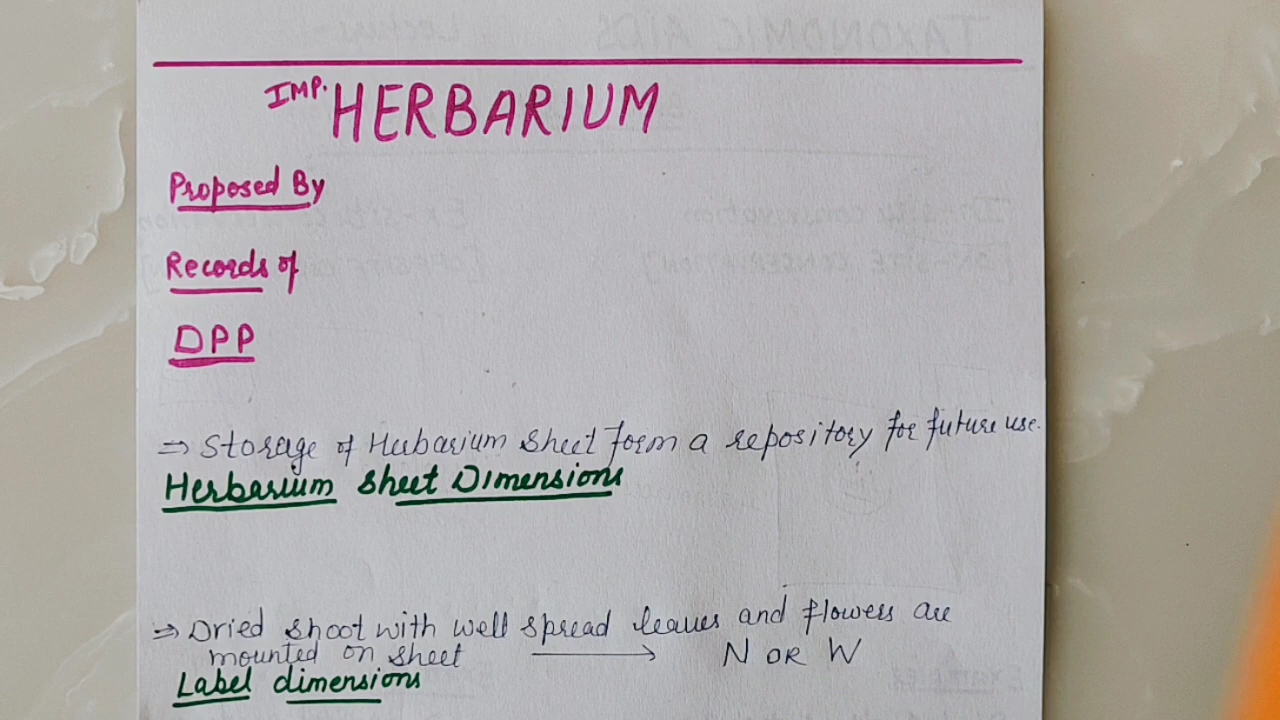 IMP. HERBARIUM
Proposed By
Records of
DPP
⇒ Storage of Herbarium sheet form a repository for future use.
Herbarium sheet Dimensions
⇒ Dried shoot with well spread leaves and flowers are
mounted on sheet ⟶ N OR W
Label dimensions